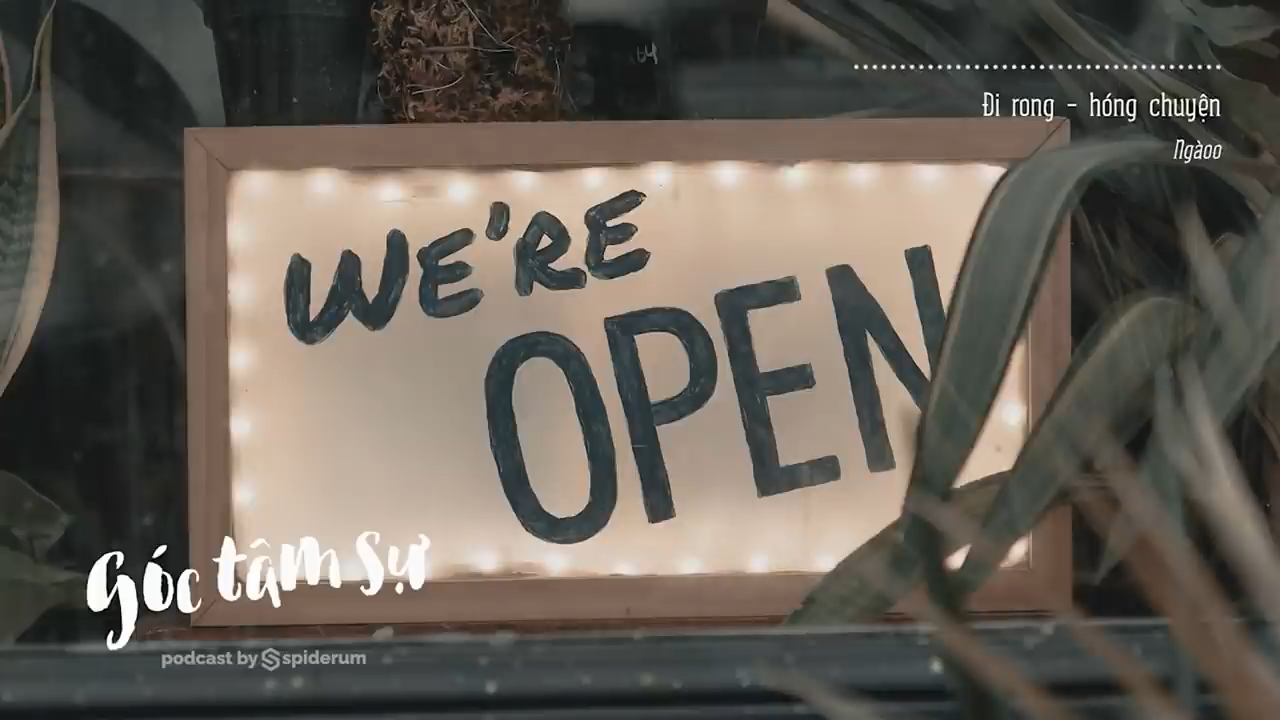 Đi rong - hóng chuyện
Ngàoo
WE'RE
OPEN
góc tâm sự
podcast by spiderum